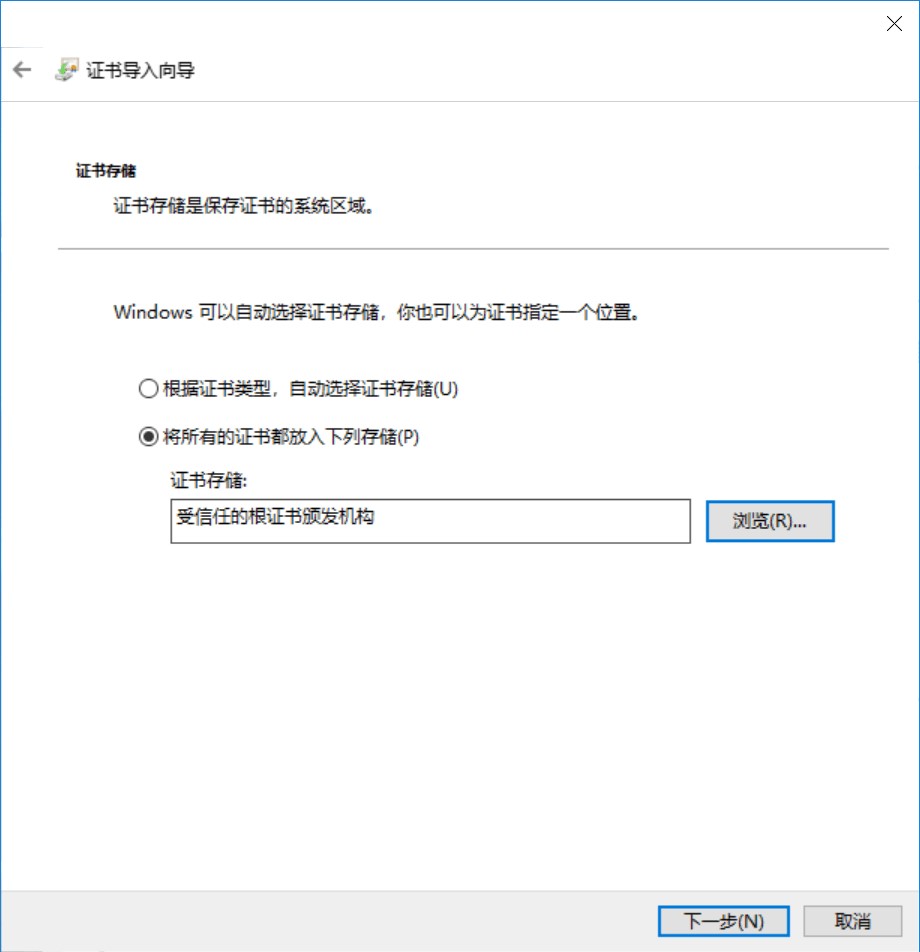 证书导入向导
证书存储
证书存储是保存证书的系统区域。
Windows 可以自动选择证书存储，你也可以为证书指定一个位置。
根据证书类型，自动选择证书存储(U)
将所有的证书都放入下列存储(P)
证书存储:
受信任的根证书颁发机构
浏览(R)...
下一步(N)
取消